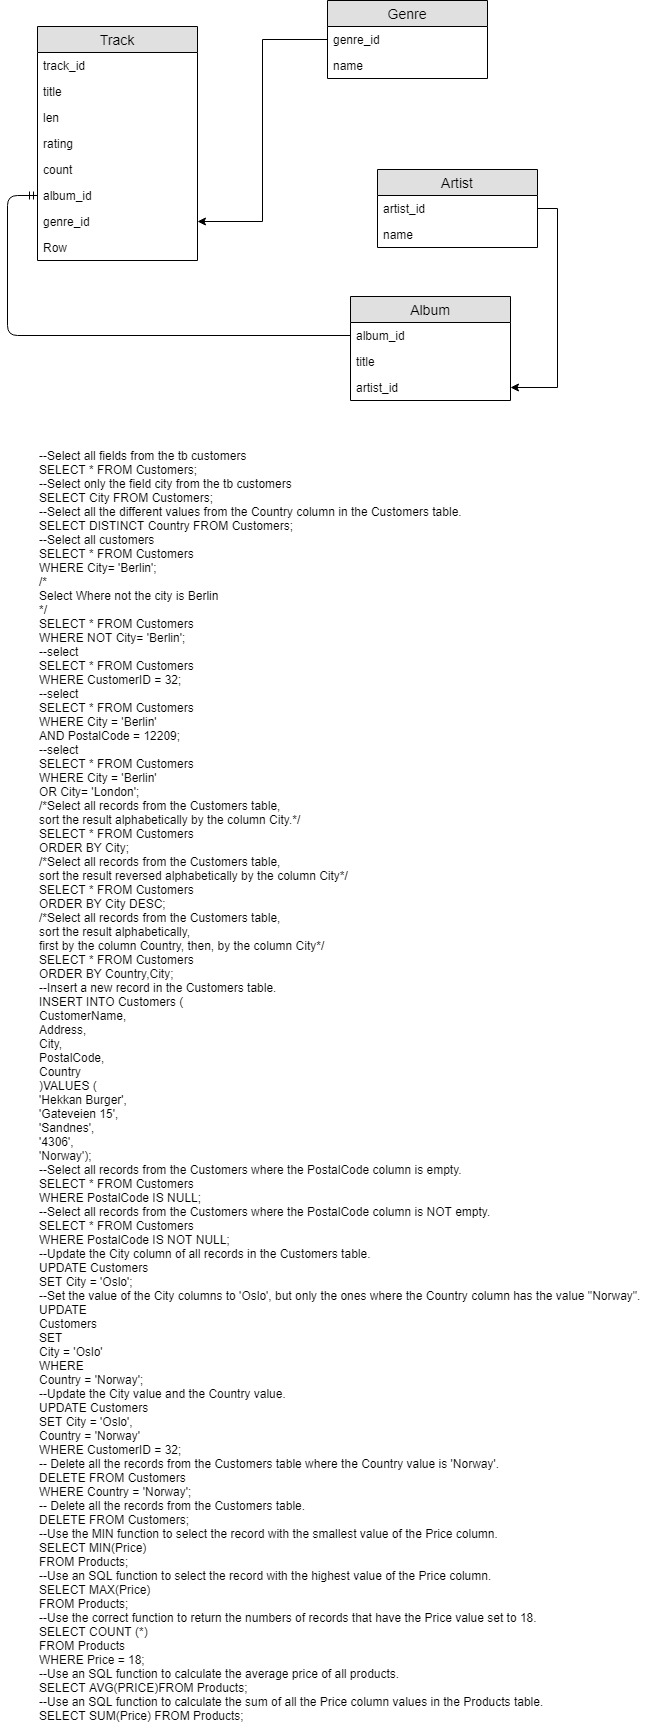 Genre
genre_id
name
Track
track_id
title
len
rating
count
album_id
genre_id
Row
Artist
artist_id
name
Album
album_id
title
artist_id
--Select all fields from the tb customers
SELECT * FROM Customers;
--Select only the field city from the tb customers
SELECT City FROM Customers;
--Select all the different values from the Country column in the Customers table.
SELECT DISTINCT Country FROM Customers;
--Select all customers
SELECT * FROM Customers
WHERE City= 'Berlin';
/*
Select Where not the city is Berlin
*/
SELECT * FROM Customers
WHERE NOT City= 'Berlin';
--select
SELECT * FROM Customers
WHERE CustomerID = 32;
--select
SELECT * FROM Customers
WHERE City = 'Berlin'
AND PostalCode = 12209;
--select
SELECT * FROM Customers
WHERE City = 'Berlin'
OR City= 'London';
/*Select all records from the Customers table,
sort the result alphabetically by the column City.*/
SELECT * FROM Customers
ORDER BY City;
/*Select all records from the Customers table,
sort the result reversed alphabetically by the column City*/
SELECT * FROM Customers
ORDER BY City DESC;
/*Select all records from the Customers table,
sort the result alphabetically,
first by the column Country, then, by the column City*/
SELECT * FROM Customers
ORDER BY Country,City;
--Insert a new record in the Customers table.
INSERT INTO Customers (
CustomerName,
Address,
City,
PostalCode,
Country
)VALUES (
'Hekkan Burger',
'Gateveien 15',
'Sandnes',
'4306',
'Norway');
--Select all records from the Customers where the PostalCode column is empty.
SELECT * FROM Customers
WHERE PostalCode IS NULL;
--Select all records from the Customers where the PostalCode column is NOT empty.
SELECT * FROM Customers
WHERE PostalCode IS NOT NULL;
--Update the City column of all records in the Customers table.
UPDATE Customers
SET City = 'Oslo';
--Set the value of the City columns to 'Oslo', but only the ones where the Country column has the value "Norway".
UPDATE
Customers
SET
City = 'Oslo'
WHERE
Country = 'Norway';
--Update the City value and the Country value.
UPDATE Customers
SET City = 'Oslo',
Country = 'Norway'
WHERE CustomerID = 32;
-- Delete all the records from the Customers table where the Country value is 'Norway'.
DELETE FROM Customers
WHERE Country = 'Norway';
-- Delete all the records from the Customers table.
DELETE FROM Customers;
--Use the MIN function to select the record with the smallest value of the Price column.
SELECT MIN(Price)
FROM Products;
--Use an SQL function to select the record with the highest value of the Price column.
SELECT MAX(Price)
FROM Products;
--Use the correct function to return the numbers of records that have the Price value set to 18.
SELECT COUNT (*)
FROM Products
WHERE Price = 18;
--Use an SQL function to calculate the average price of all products.
SELECT AVG(PRICE)FROM Products;
--Use an SQL function to calculate the sum of all the Price column values in the Products table.
SELECT SUM(Price) FROM Products;